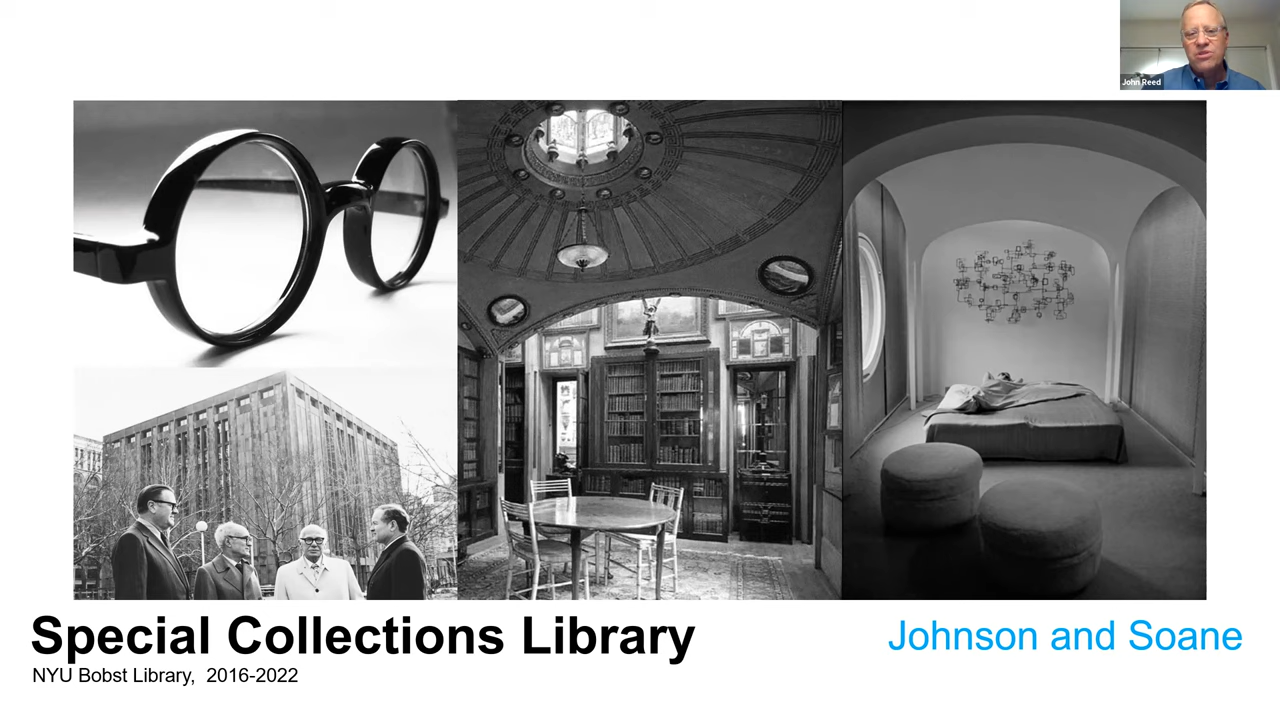 John Reed
Special Collections Library
NYU Bobst Library, 2016-2022
Johnson and Soane